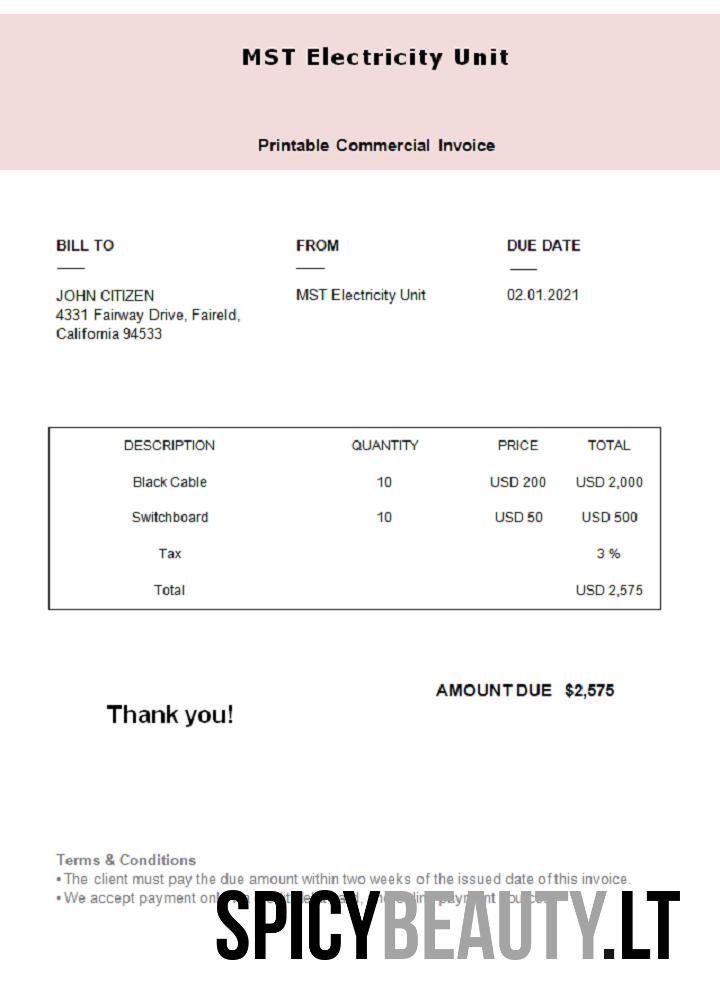 MST Electricity Unit
Printable Commercial Invoice
BILL TO FROM DUE DATE
JOHN CITIZEN MST Electricity Unit 02.01.2021
4331 Fairway Drive, Faireld,
California 94533
DESCRIPTION QUANTITY PRICE TOTAL
Black Cable 10 USD 200 USD 2,000
Switchboard 10 USD 50 USD 500
Tax 3 %
Total USD 2,575
AMOUNT DUE $2,575
Thank you!
Terms & Conditions
• The client must pay the due amount within two weeks of the issued date of this invoice.
• We accept payment
SPICYBEAUTY.LT